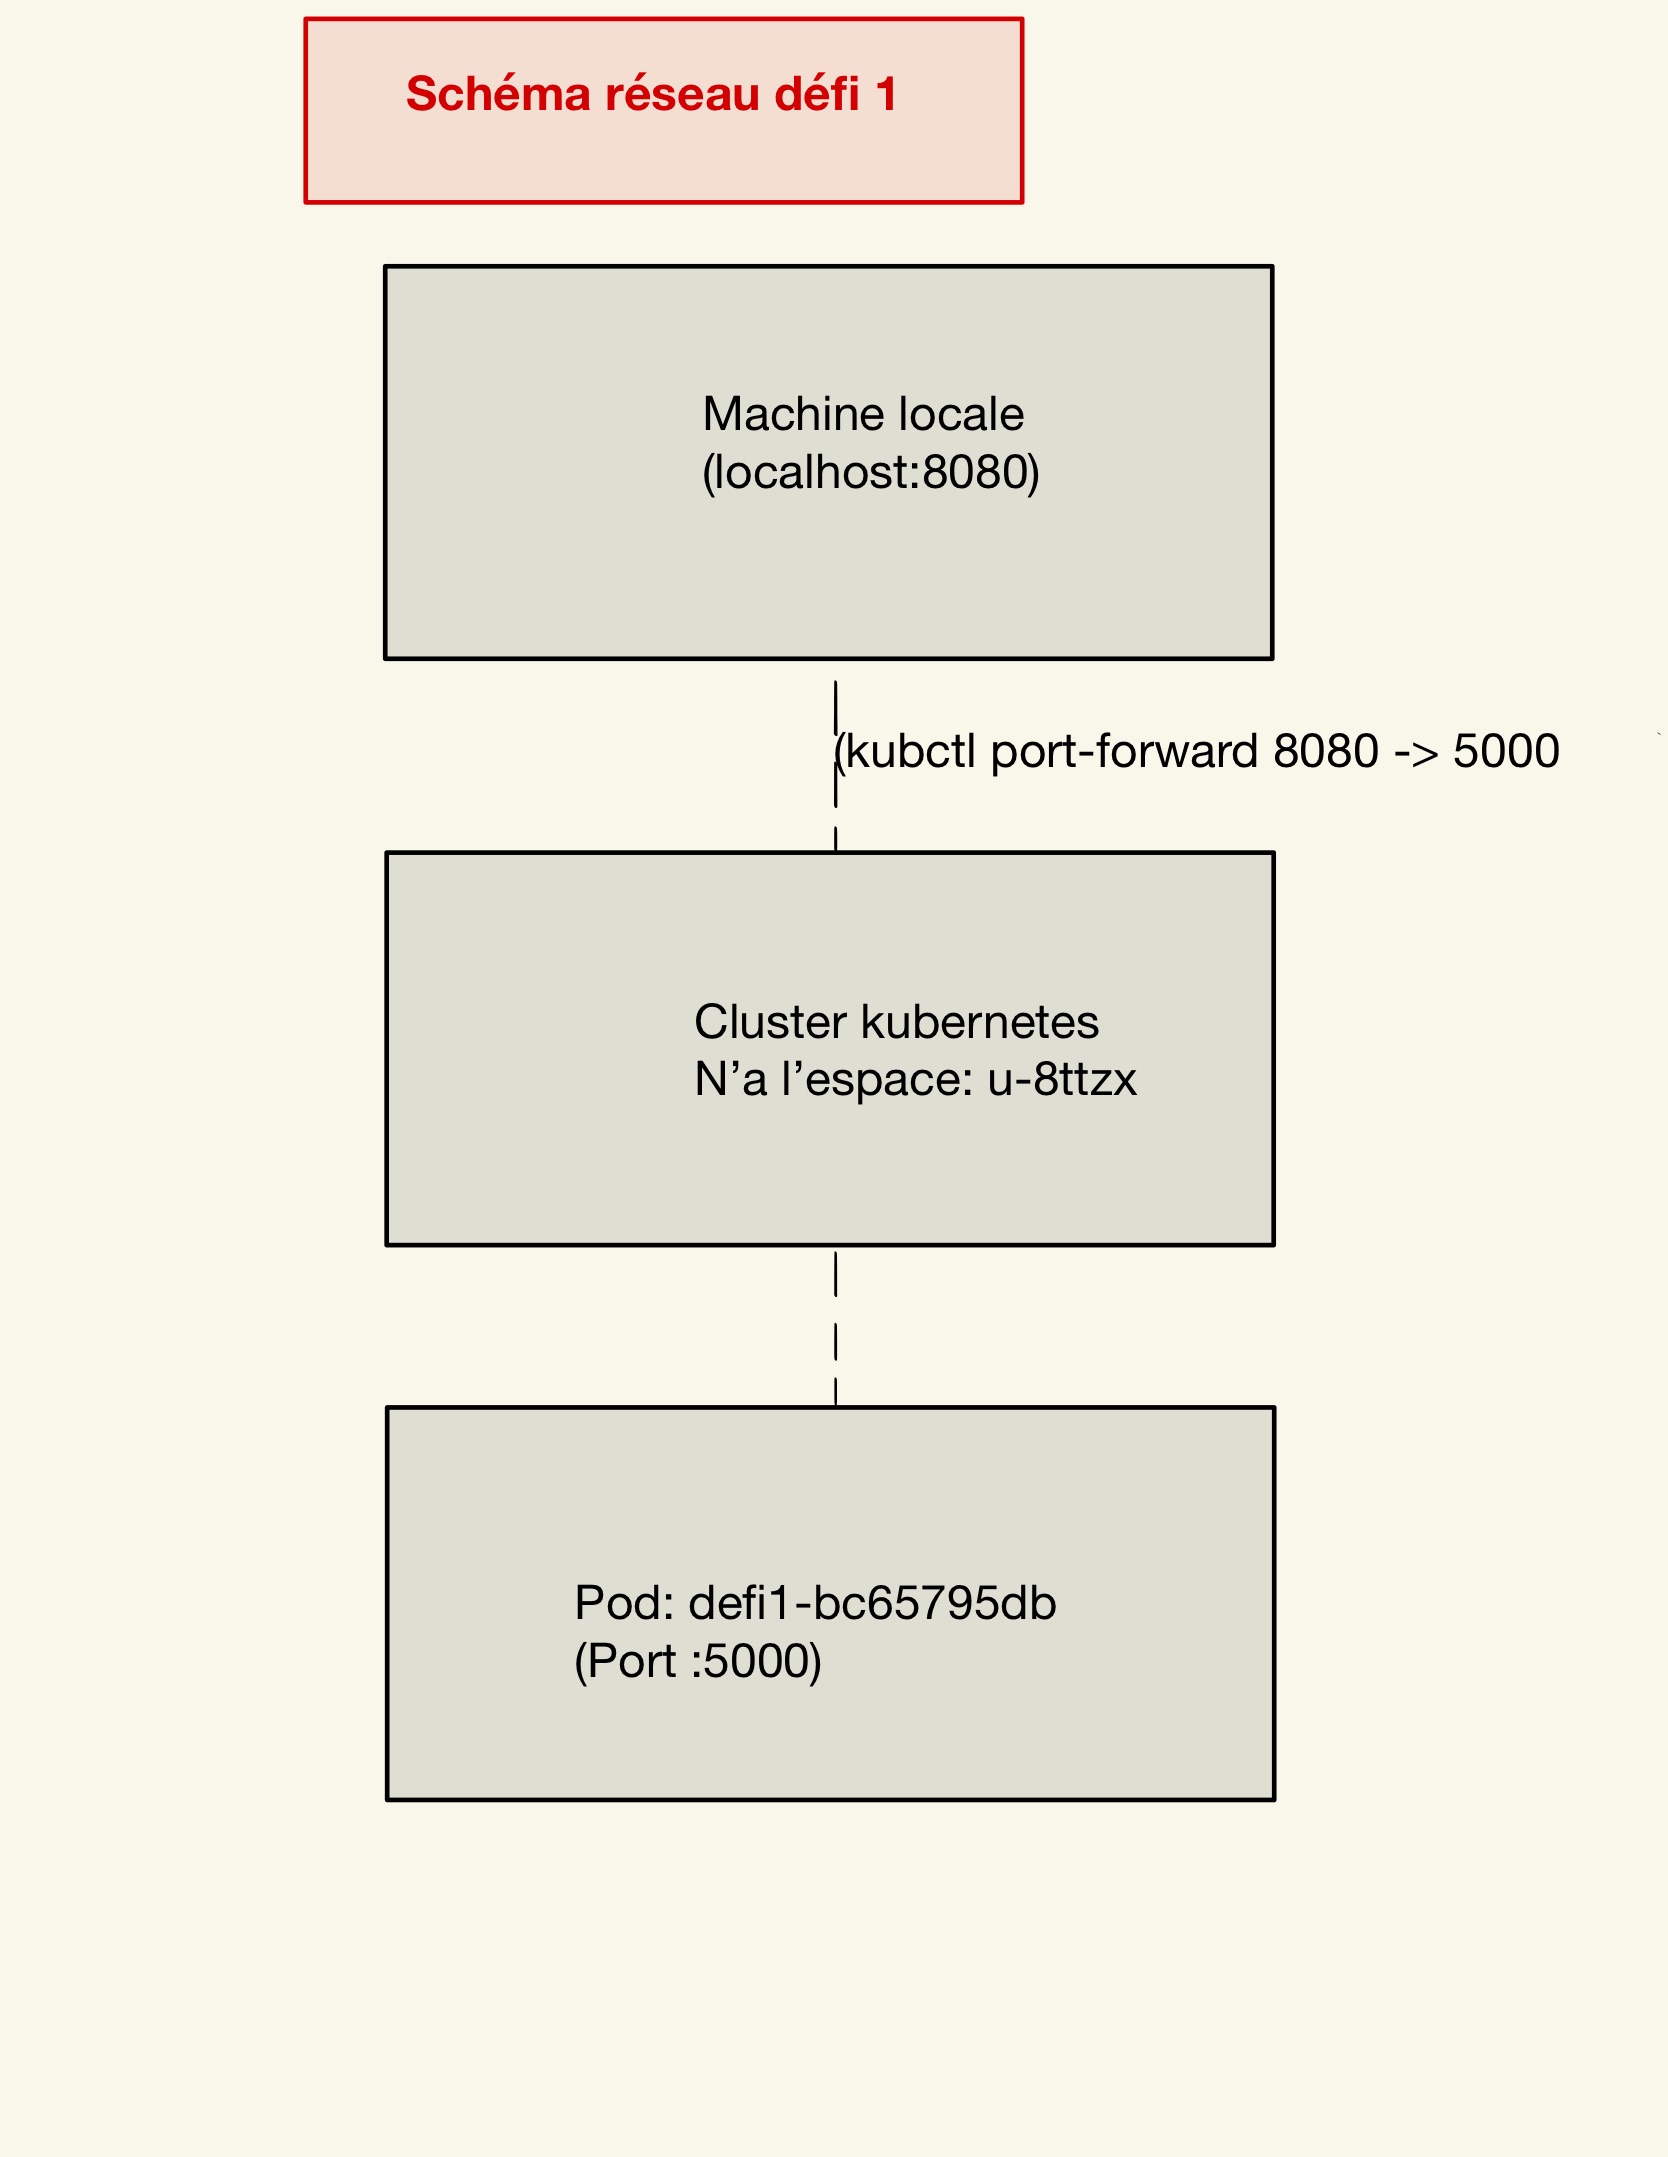 Schéma réseau défi 1
Machine locale
(localhost:8080)
(kubctl port-forward 8080 -> 5000
Cluster kubernetes
N’a l’espace: u-8ttzx
Pod: defi1-bc65795db
(Port :5000)